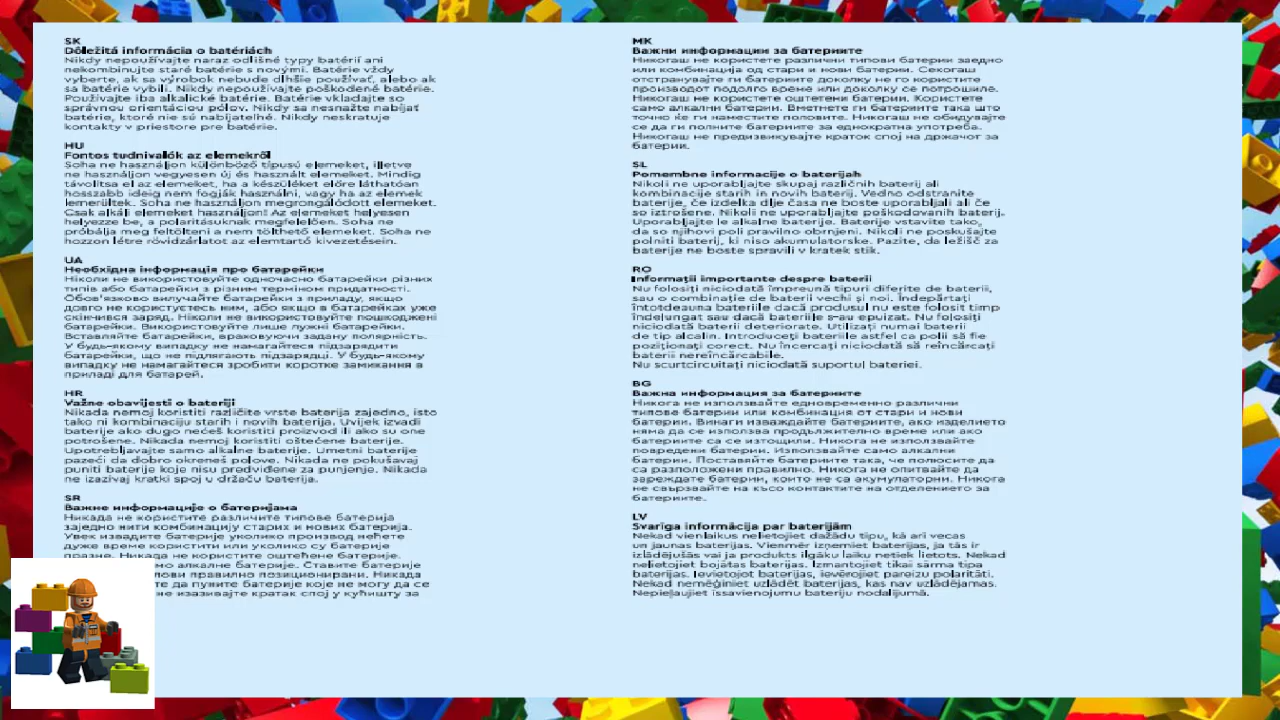 SK
Dôležitá informácia o batériách
Nikdy nepoužívajte naraz odlišné typy batérií ani
nekombinujte staré batérie s novými. Batérie vždy
vyberte, ak sa výrobok nebude dlhšie používať, alebo ak
sa batérie vybili. Nikdy nepoužívajte poškodené batérie.
Používajte iba alkalické batérie. Batérie vkladajte so
správnou orientáciou pólov. Nikdy sa nesnažte nabíjať
batérie, ktoré nie sú nabíjateľné. Nikdy neskratuje
kontakty v priestore pre batérie.
HU
Fontos tudnivalók az elemekről
Soha ne használjon különböző típusú elemeket, illetve
ne használjon vegyesen új és használt elemeket. Mindig
távolítsa el az elemeket, ha a készüléket előre láthatóan
hosszabb ideig nem fogják használni, vagy ha az elemek
lemerültek. Soha ne használjon megrongálódott elemeket.
Csak alkáli elemeket használjon! Az elemeket helyesen
helyezze be, a polaritásuknak megfelelően. Soha ne
próbálja meg feltölteni a nem tölthető elemeket. Soha ne
hozzon létre rövidzárlatot az elemtartó kivezetésein.
UA
Необхідна інформація про батарейки
Ніколи не використовуйте одночасно батарейки різних
типів або батарейки з різним терміном придатності.
Обов'язково вилучайте батарейки з приладу, якщо
довго не користуєтесь ним, або якщо в батарейках уже
скінчився заряд. Ніколи не використовуйте пошкоджені
батарейки. Використовуйте лише лужні батарейки.
Вставляйте батарейки, враховуючи задану полярність.
У будь-якому випадку не намагайтеся підзарядити
батарейки, що не підлягають підзарядці. У будь-якому
випадку не намагайтеся зробити коротке замикання в
приладі для батарей.
HR
Važne obavijesti o bateriji
Nikada nemoj koristiti različite vrste baterija zajedno, isto
tako ni kombinaciju starih i novih baterija. Uvijek izvadi
baterije ako dugo nećeš koristiti proizvod ili ako su one
potrošene. Nikada nemoj koristiti oštećene baterije.
Upotrebljavajte samo alkalne baterije. Umetni baterije
pazeći da dobro okreneš polove. Nikada ne pokušavaj
puniti baterije koje nisu predviđene za punjenje. Nikada
ne izazivaj kratki spoj u držaču baterija.
SR
Важне информације о батеријама
Никада не користите различите типове батерија
заједно нити комбинацију старих и нових батерија.
Увек извадите батерије уколико производ нећете
дуже време користити или уколико су батерије
празне. Никада не користите оштећене батерије.
мо алкалне батерије. Ставите батерије
лови правилно позиционирани. Никада
те да пуните батерије које не могу да се
не изазивајте кратак спој у кућишту за
MK
Важни информации за батериите
Никогаш не користете различни типови батерии заедно
или комбинација од стари и нови батерии. Секогаш
отстранувајте ги батериите доколку не го користите
производот подолго време или доколку се потрошиле.
Никогаш не користете оштетени батерии. Користете
само алкални батерии. Вметнете ги батериите така што
точно ќе ги наместите половите. Никогаш не обидувајте
се да ги полните батериите за еднократна употреба.
Никогаш не предизвикувајте краток спој на држачот за
батерии.
SL
Pomembne informacije o baterijah
Nikoli ne uporabljajte skupaj različnih baterij ali
kombinacije starih in novih baterij. Vedno odstranite
baterije, če izdelka dlje časa ne boste uporabljali ali če
so iztrošene. Nikoli ne uporabljajte poškodovanih baterij.
Uporabljajte le alkalne baterije. Baterije vstavite tako,
da so njihovi poli pravilno obrnjeni. Nikoli ne poskušajte
polniti baterij, ki niso akumulatorske. Pazite, da ležišč za
baterije ne boste spravili v kratek stik.
RO
Informații importante despre baterii
Nu folosiți niciodată împreună tipuri diferite de baterii,
sau o combinație de baterii vechi și noi. Îndepărtați
întotdeauna bateriile dacă produsul nu este folosit timp
îndelungat sau dacă bateriile s-au epuizat. Nu folosiți
niciodată baterii deteriorate. Utilizați numai baterii
de tip alcalin. Introduceți bateriile astfel ca polii să fie
poziționați corect. Nu încercați niciodată să reîncărcați
baterii nereîncărcabile.
Nu scurtcircuitați niciodată suportul bateriei.
BG
Важна информация за батериите
Никога не използвайте едновременно различни
типове батерии или комбинация от стари и нови
батерии. Винаги изваждайте батериите, ако изделието
няма да се използва продължително време или ако
батериите са се изтощили. Никога не използвайте
повредени батерии. Използвайте само алкални
батерии. Поставяйте батериите така, че полюсите да
са разположени правилно. Никога не опитвайте да
зареждате батерии, които не са акумулаторни. Никога
не свързвайте на късо контактите на отделението за
батериите.
LV
Svarīga informācija par baterijām
Nekad vienlaikus nelietojiet dažādu tipu, kā arī vecas
un jaunas baterijas. Vienmēr izņemiet baterijas, ja tās ir
izlādējušās vai ja produkts ilgāku laiku netiek lietots. Nekad
nelietojiet bojātas baterijas. Izmantojiet tikai sārma tipa
baterijas. Ievietojot baterijas, ievērojiet pareizu polaritāti.
Nekad nemēģiniet uzlādēt baterijas, kas nav uzlādējamas.
Nepieļaujiet īssavienojumu bateriju nodalījumā.